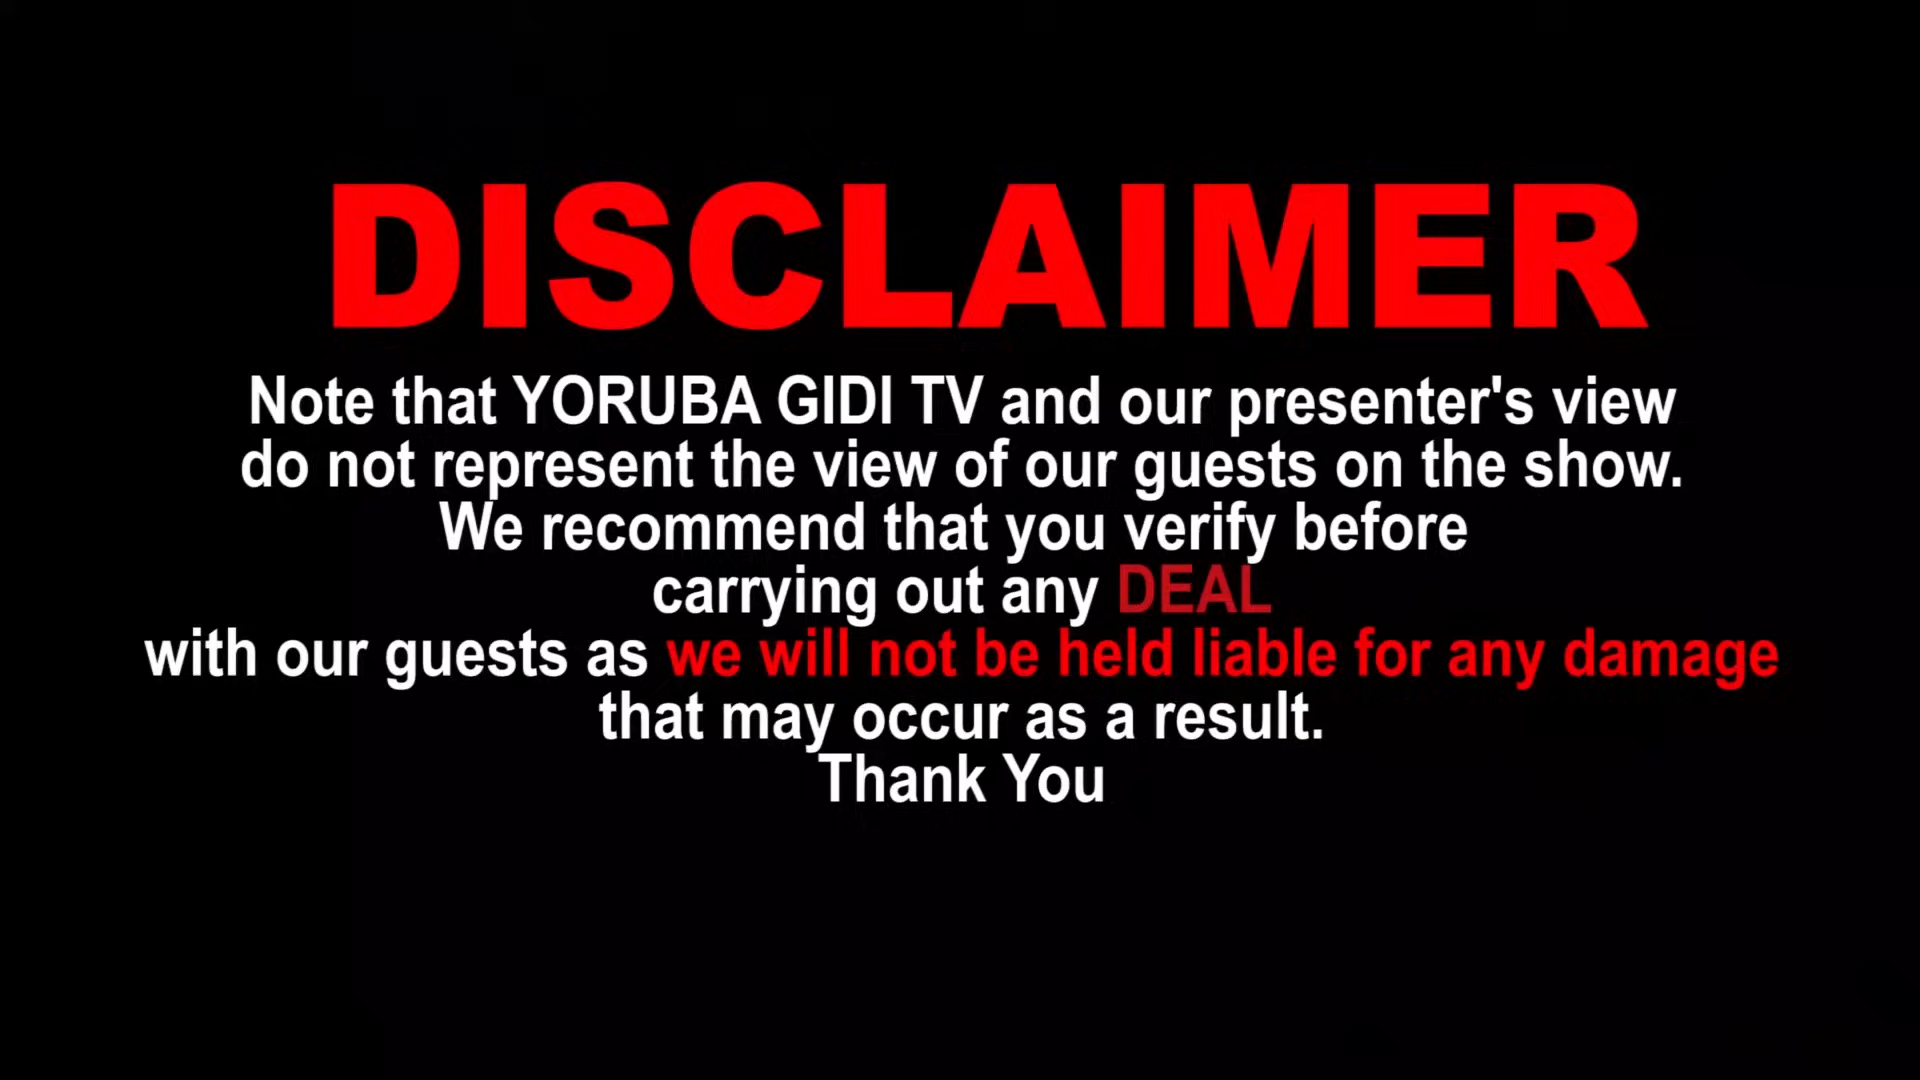 DISCLAIMER
Note that YORUBA GIDI TV and our presenter's view
do not represent the view of our guests on the show.
We recommend that you verify before
carrying out any DEAL
with our guests as we will not be held liable for any damage
that may occur as a result.
Thank You